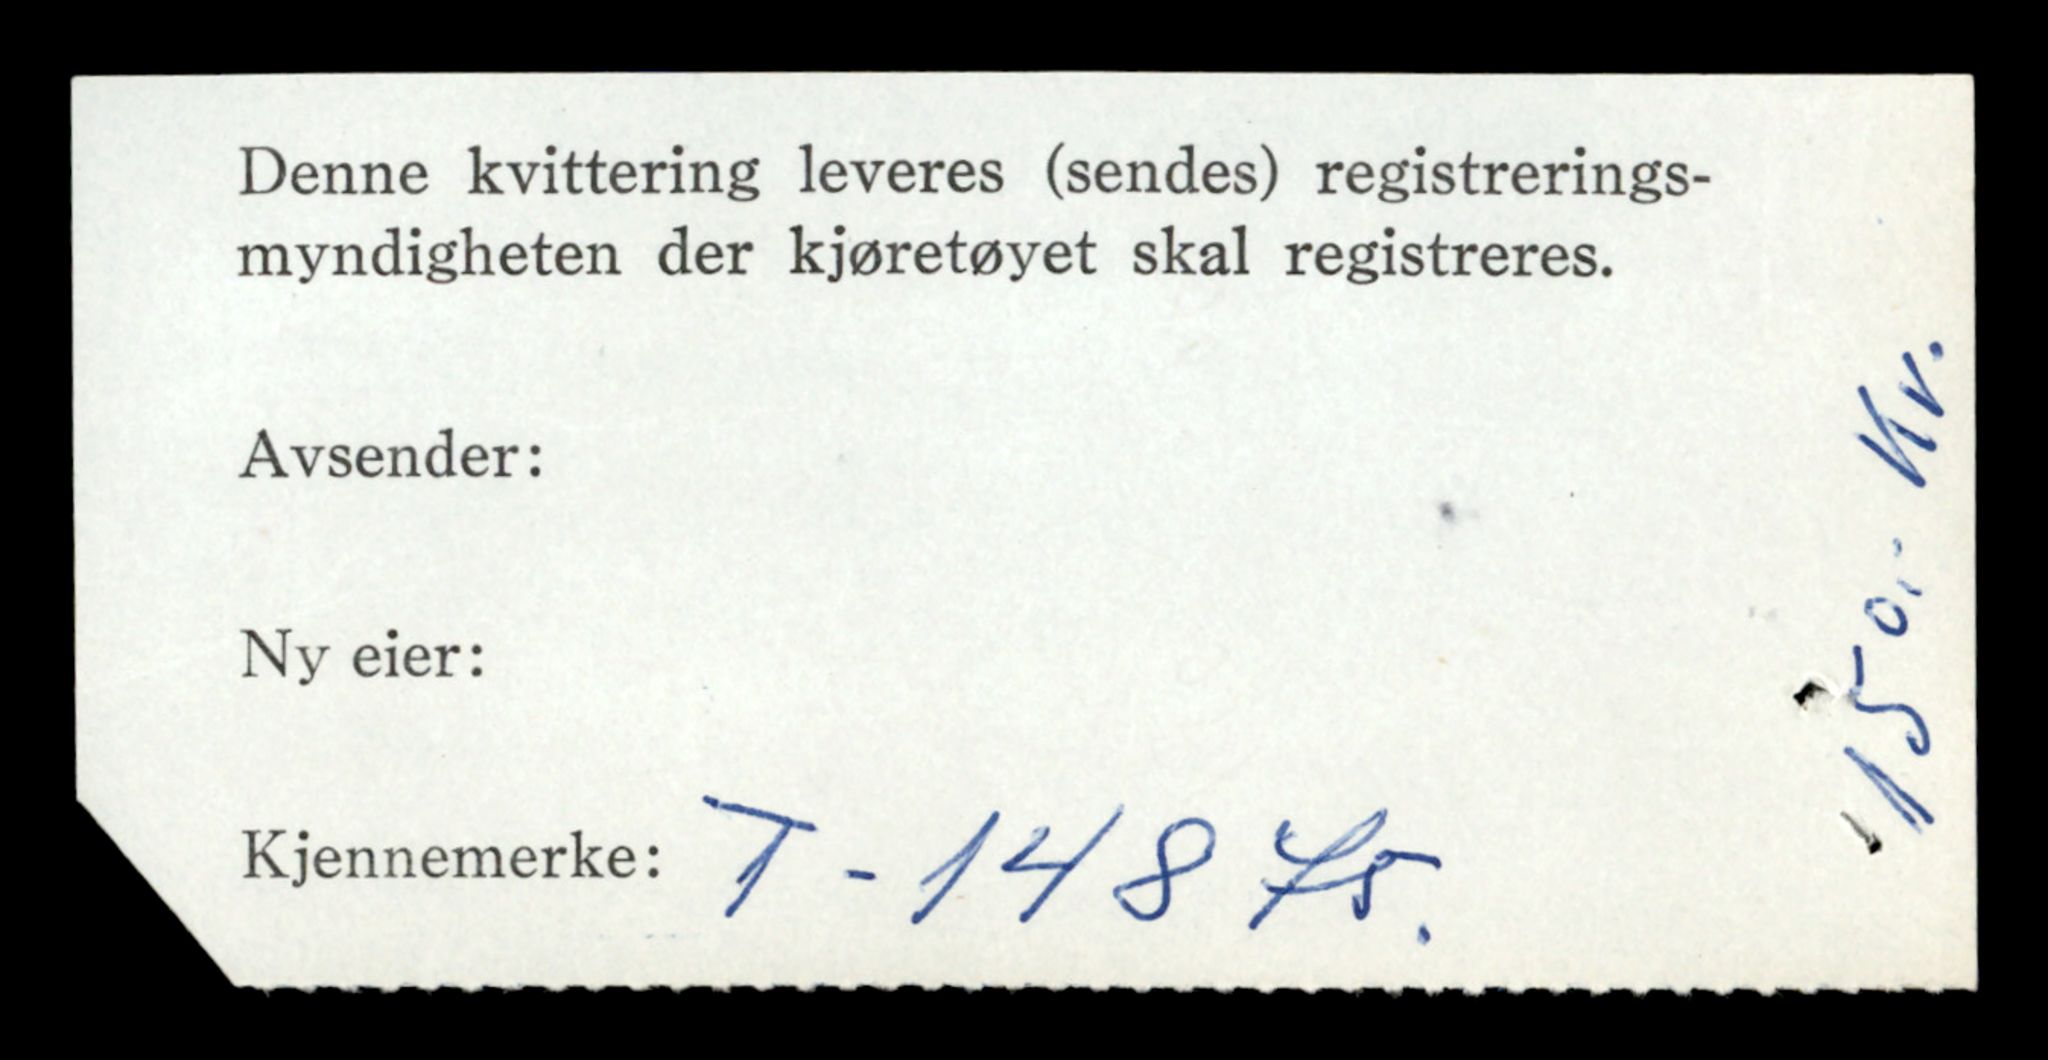 Denne kvittering leveres (sendes) registrerings-
myndigheten der kjøretøyet skal registreres.
Avsender:
Ny eier:
Kjennemerke: T-14875.
150,- Kr.